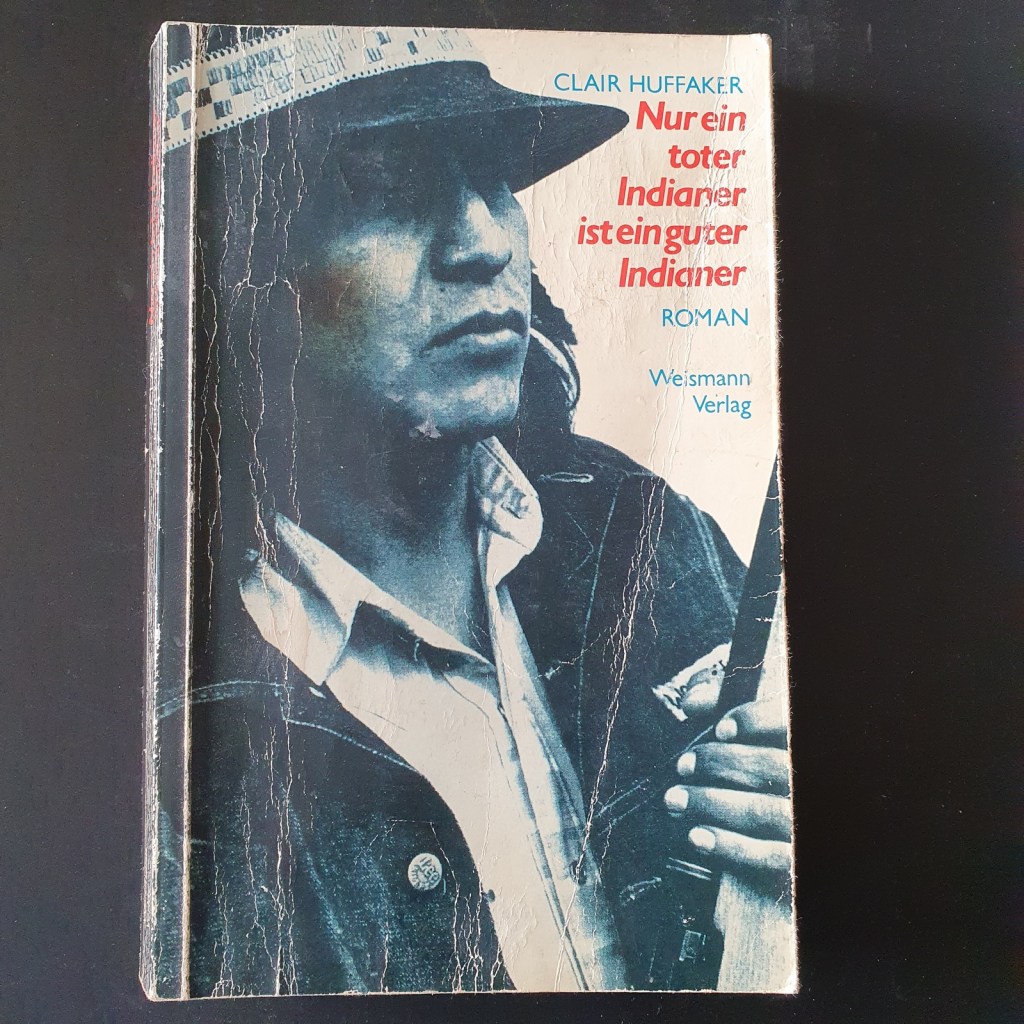 CLAIR HUFFAKER
Nur ein
toter
Indianer
ist ein guter
Indianer
ROMAN
Weismann
Verlag